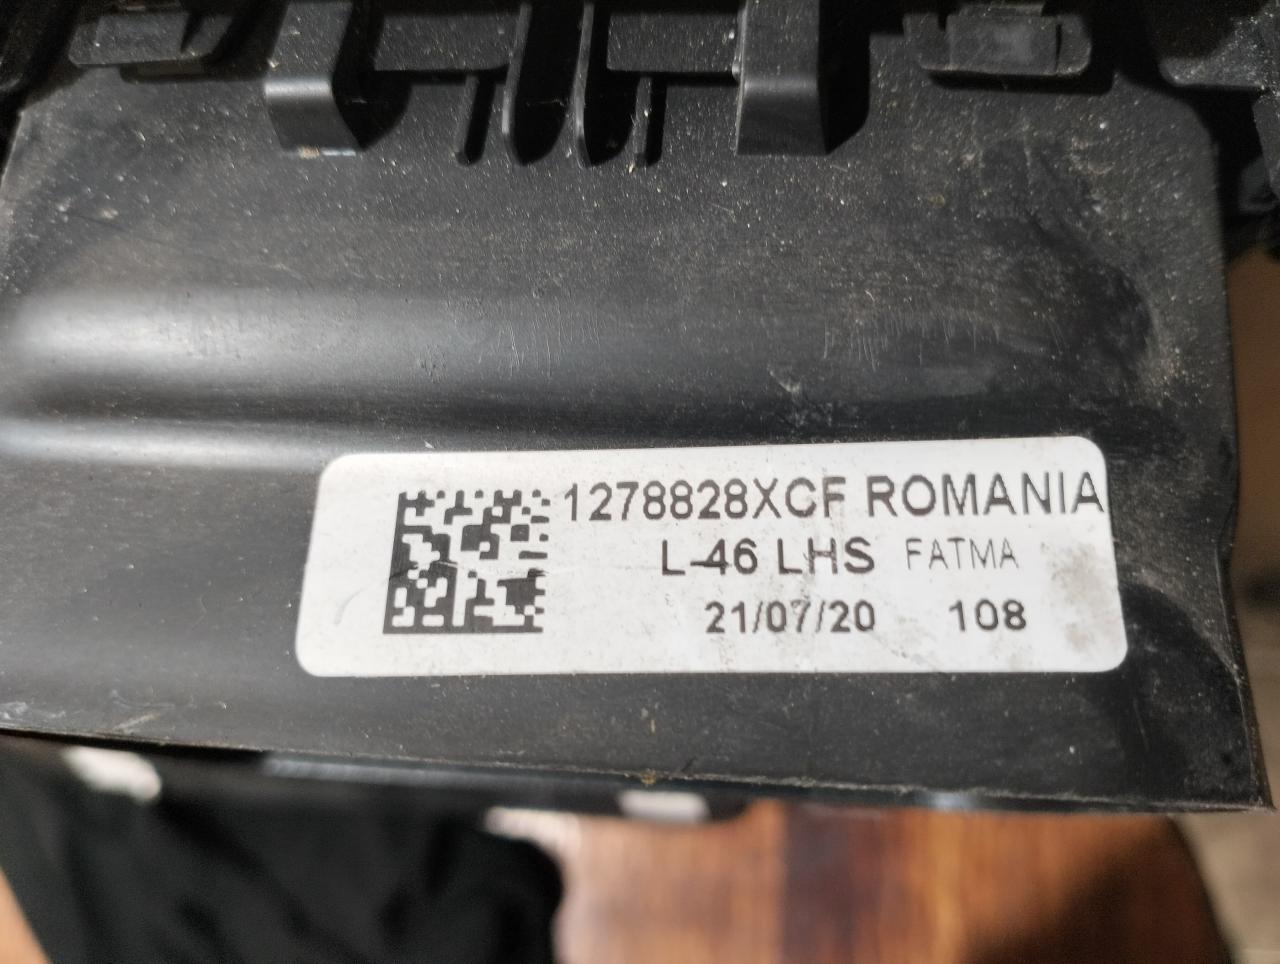 1278828XCF ROMANIA
L-46 LHS FATMA
21/07/20 108